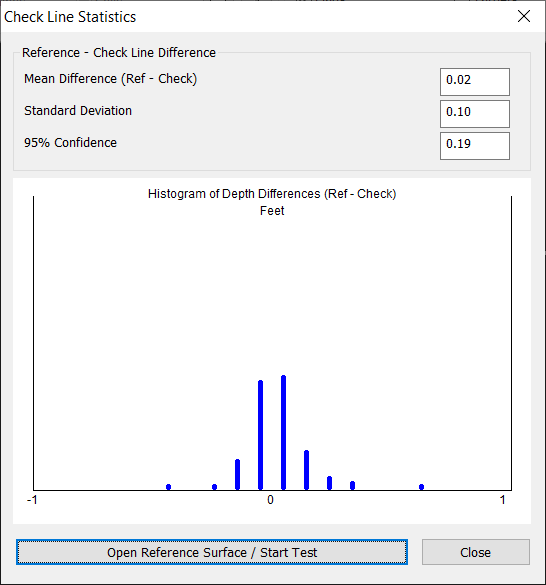 Check Line Statistics
Reference - Check Line Difference
Mean Difference (Ref - Check) 0.02
Standard Deviation 0.10
95% Confidence 0.19
Histogram of Depth Differences (Ref - Check)
Feet
-1 0 1
Open Reference Surface / Start Test Close